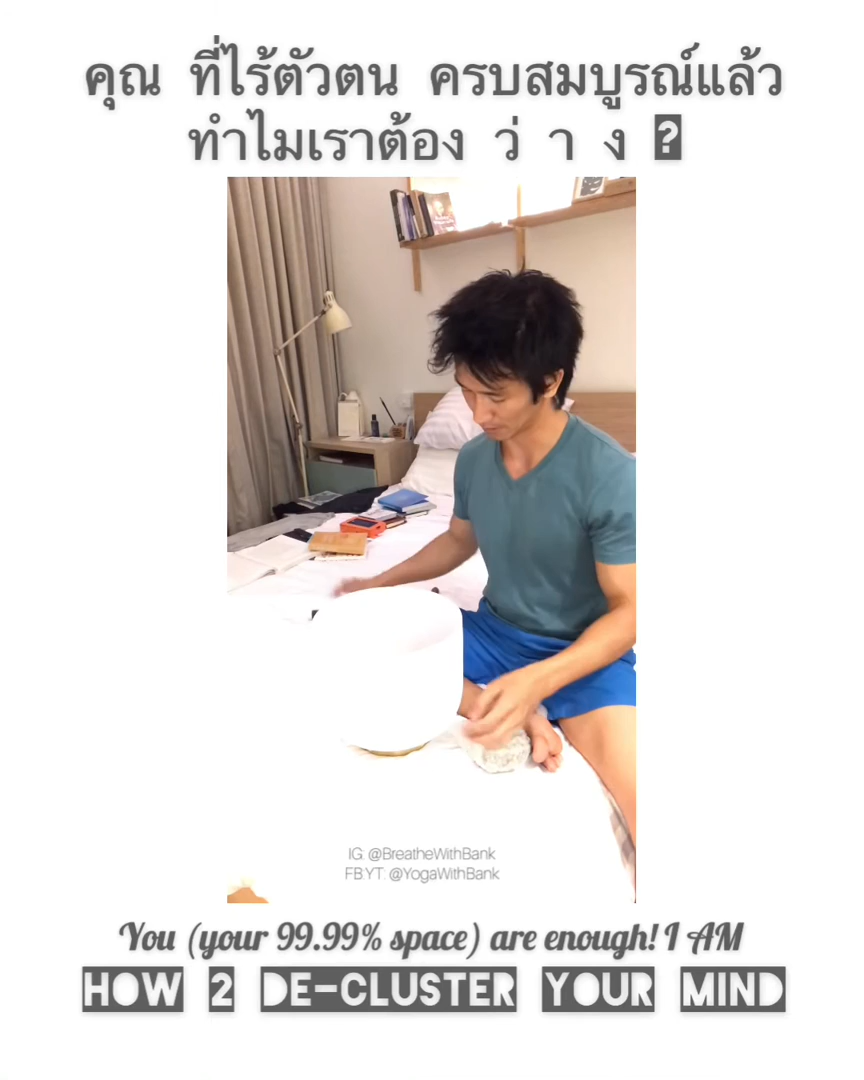 คุณ ที่ไร้ตัวตน ครบสมบูรณ์แล้ว
ทำไมเราต้อง ว่ า ง ?
IG. @BreatheWithBank
FB:YT. @YogaWithBank
You (your 99.99% space) are enough! I AM
HOW 2 DE-CLUSTER YOUR MIND